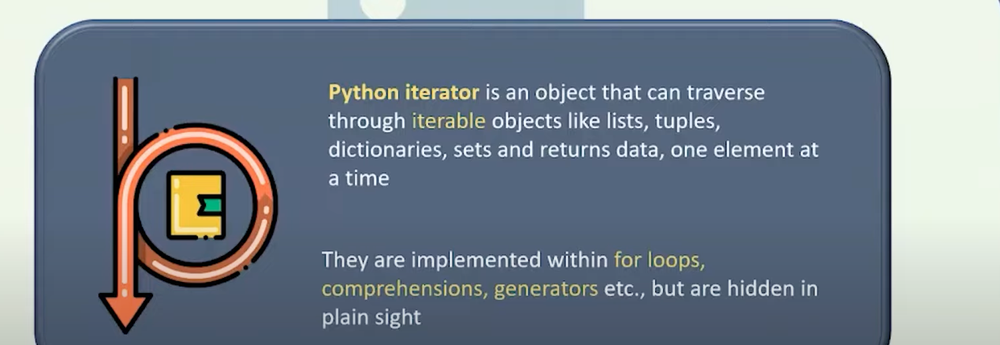 Python iterator is an object that can traverse
through iterable objects like lists, tuples,
dictionaries, sets and returns data, one element at
a time
They are implemented within for loops,
comprehensions, generators etc., but are hidden in
plain sight